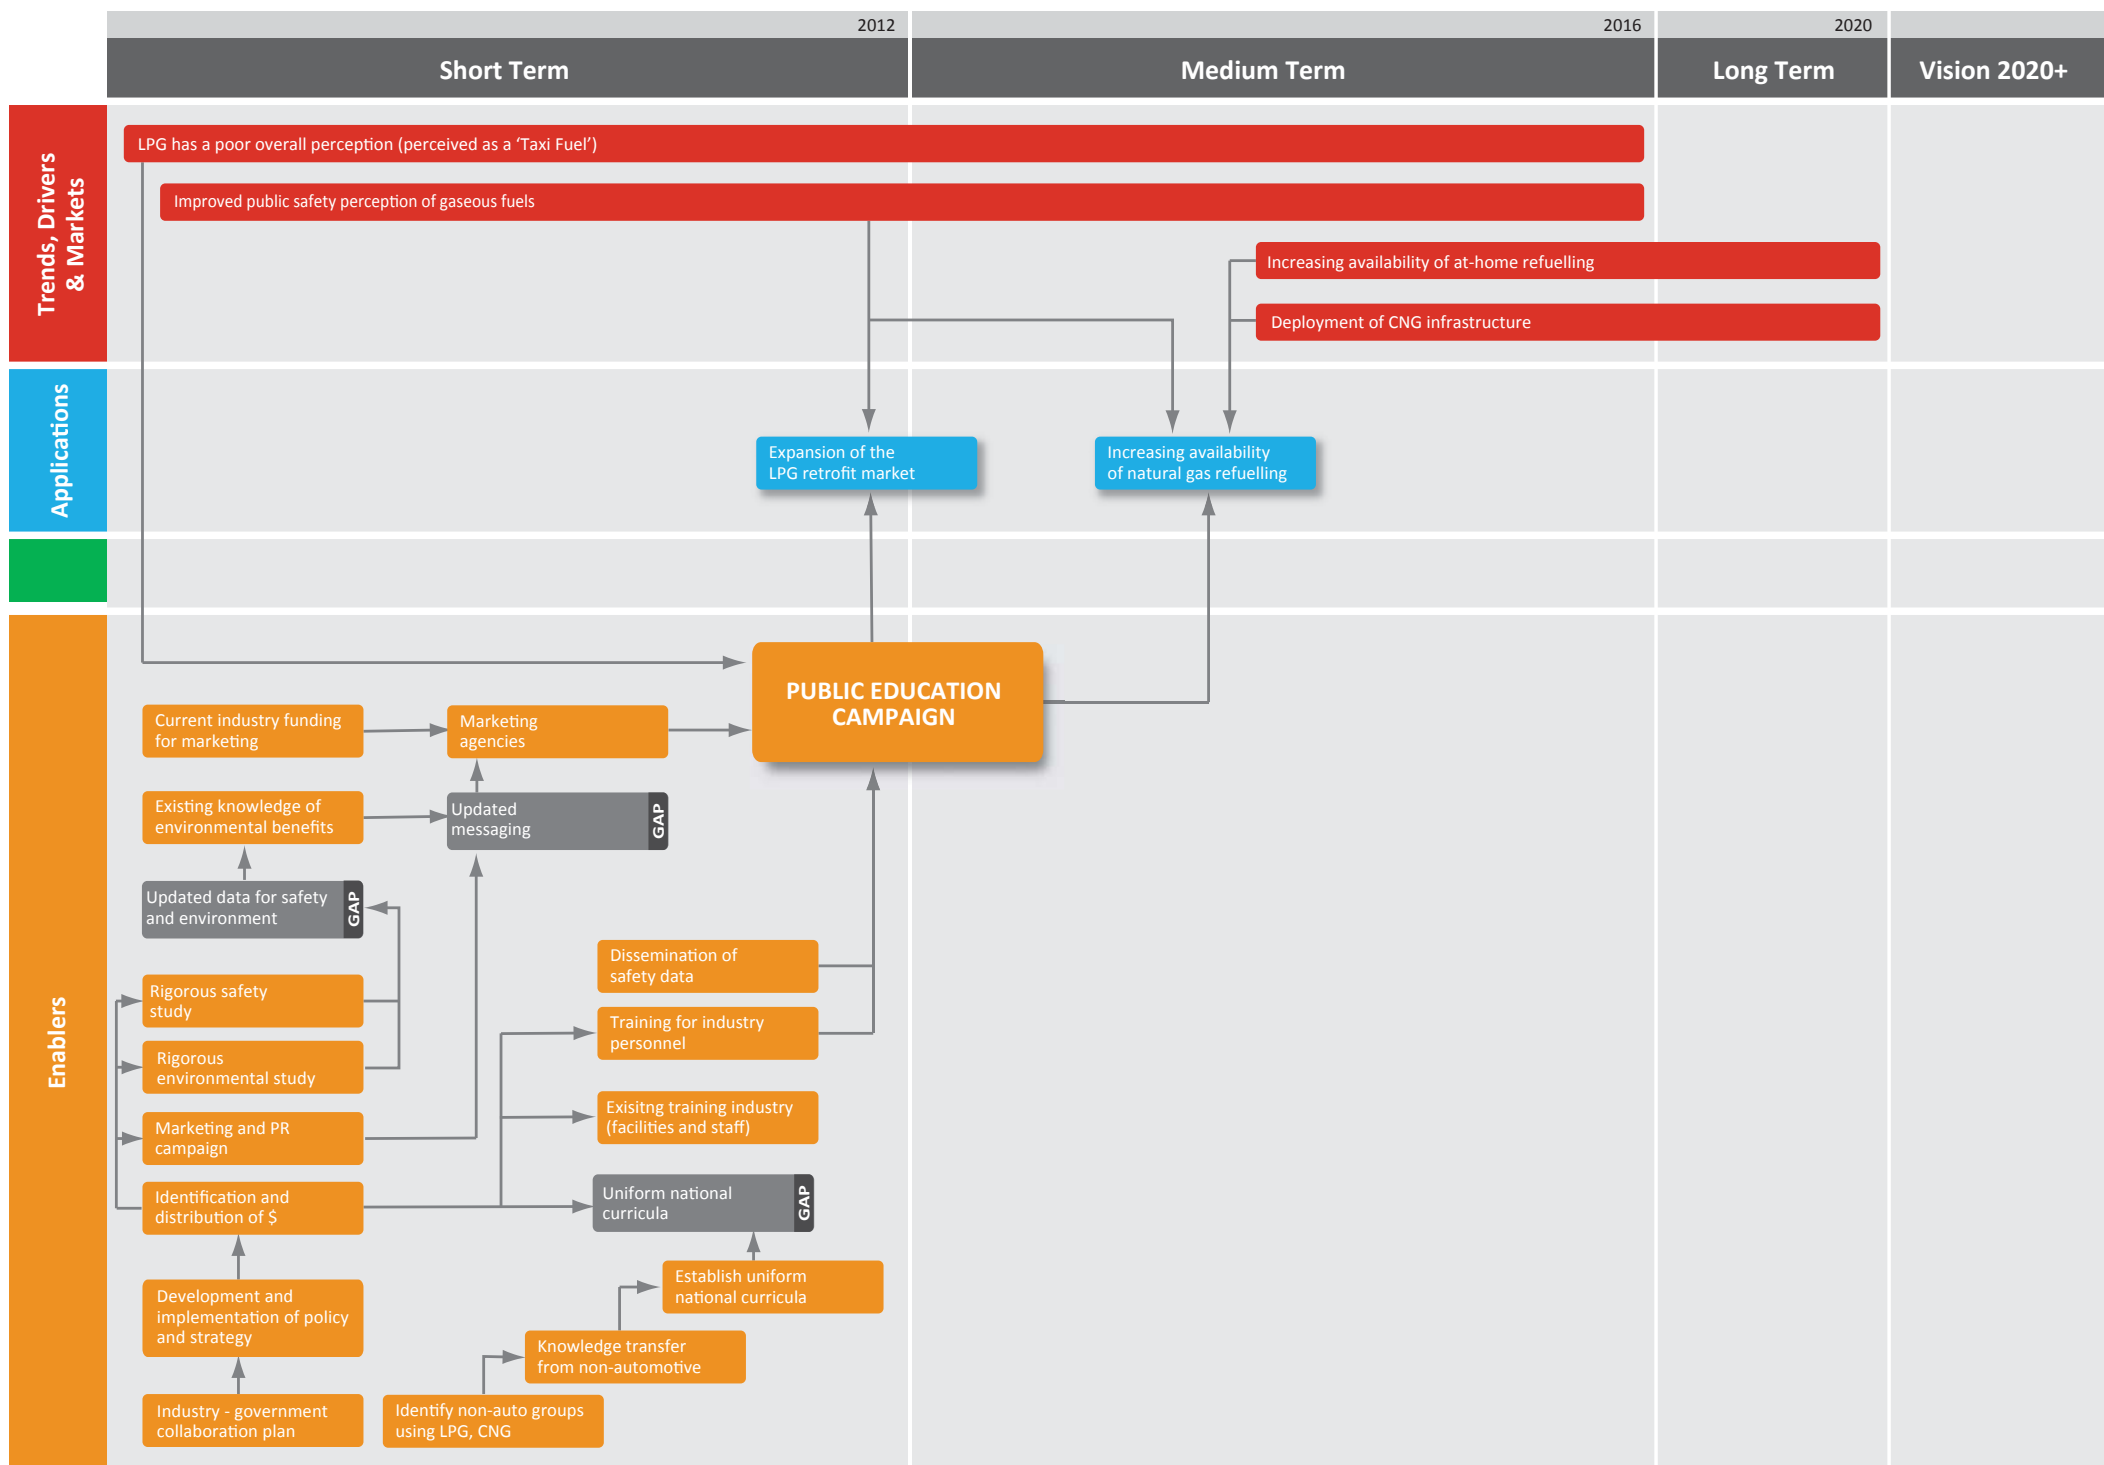 2012
2016
2020
Short Term
Medium Term
Long Term
Vision 2020+
Trends, Drivers
& Markets
LPG has a poor overall perception (perceived as a ‘Taxi Fuel’)
Improved public safety perception of gaseous fuels
Increasing availability of at-home refuelling
Deployment of CNG infrastructure
Applications
Expansion of the
LPG retrofit market
Increasing availability
of natural gas refuelling
Enablers
PUBLIC EDUCATION
CAMPAIGN
Current industry funding
for marketing
Marketing
agencies
Existing knowledge of
environmental benefits
Updated
messaging
GAP
Updated data for safety
and environment
GAP
Rigorous safety
study
Rigorous
environmental study
Marketing and PR
campaign
Identification and
distribution of $
Development and
implementation of policy
and strategy
Industry - government
collaboration plan
Dissemination of
safety data
Training for industry
personnel
Exisitng training industry
(facilities and staff)
Uniform national
curricula
GAP
Establish uniform
national curricula
Knowledge transfer
from non-automotive
Identify non-auto groups
using LPG, CNG